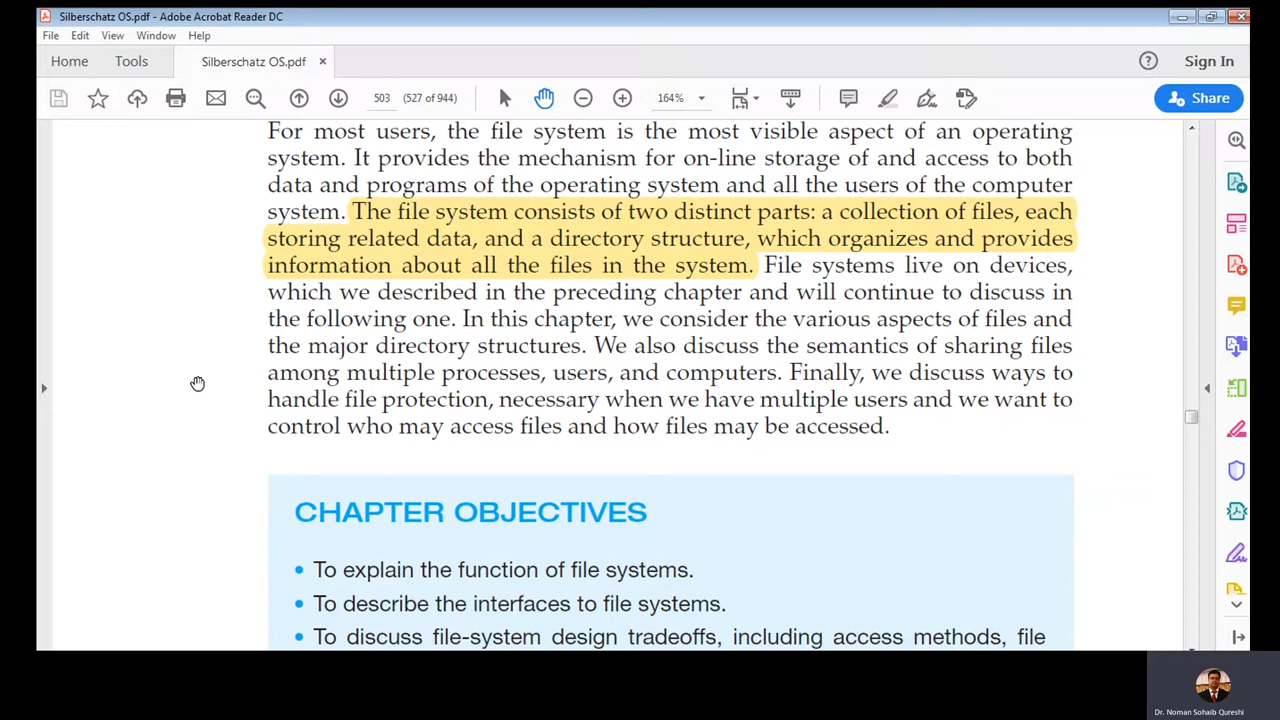 Silberschatz OS.pdf - Adobe Acrobat Reader DC
File Edit View Window Help
Home Tools Silberschatz OS.pdf × Sign In
503 (527 of 944) 164% Share
For most users, the file system is the most visible aspect of an operating
system. It provides the mechanism for on-line storage of and access to both
data and programs of the operating system and all the users of the computer
system. The file system consists of two distinct parts: a collection of files, each
storing related data, and a directory structure, which organizes and provides
information about all the files in the system. File systems live on devices,
which we described in the preceding chapter and will continue to discuss in
the following one. In this chapter, we consider the various aspects of files and
the major directory structures. We also discuss the semantics of sharing files
among multiple processes, users, and computers. Finally, we discuss ways to
handle file protection, necessary when we have multiple users and we want to
control who may access files and how files may be accessed.
CHAPTER OBJECTIVES
• To explain the function of file systems.
• To describe the interfaces to file systems.
• To discuss file-system design tradeoffs, including access methods, file
Dr. Noman Sohaib Qureshi